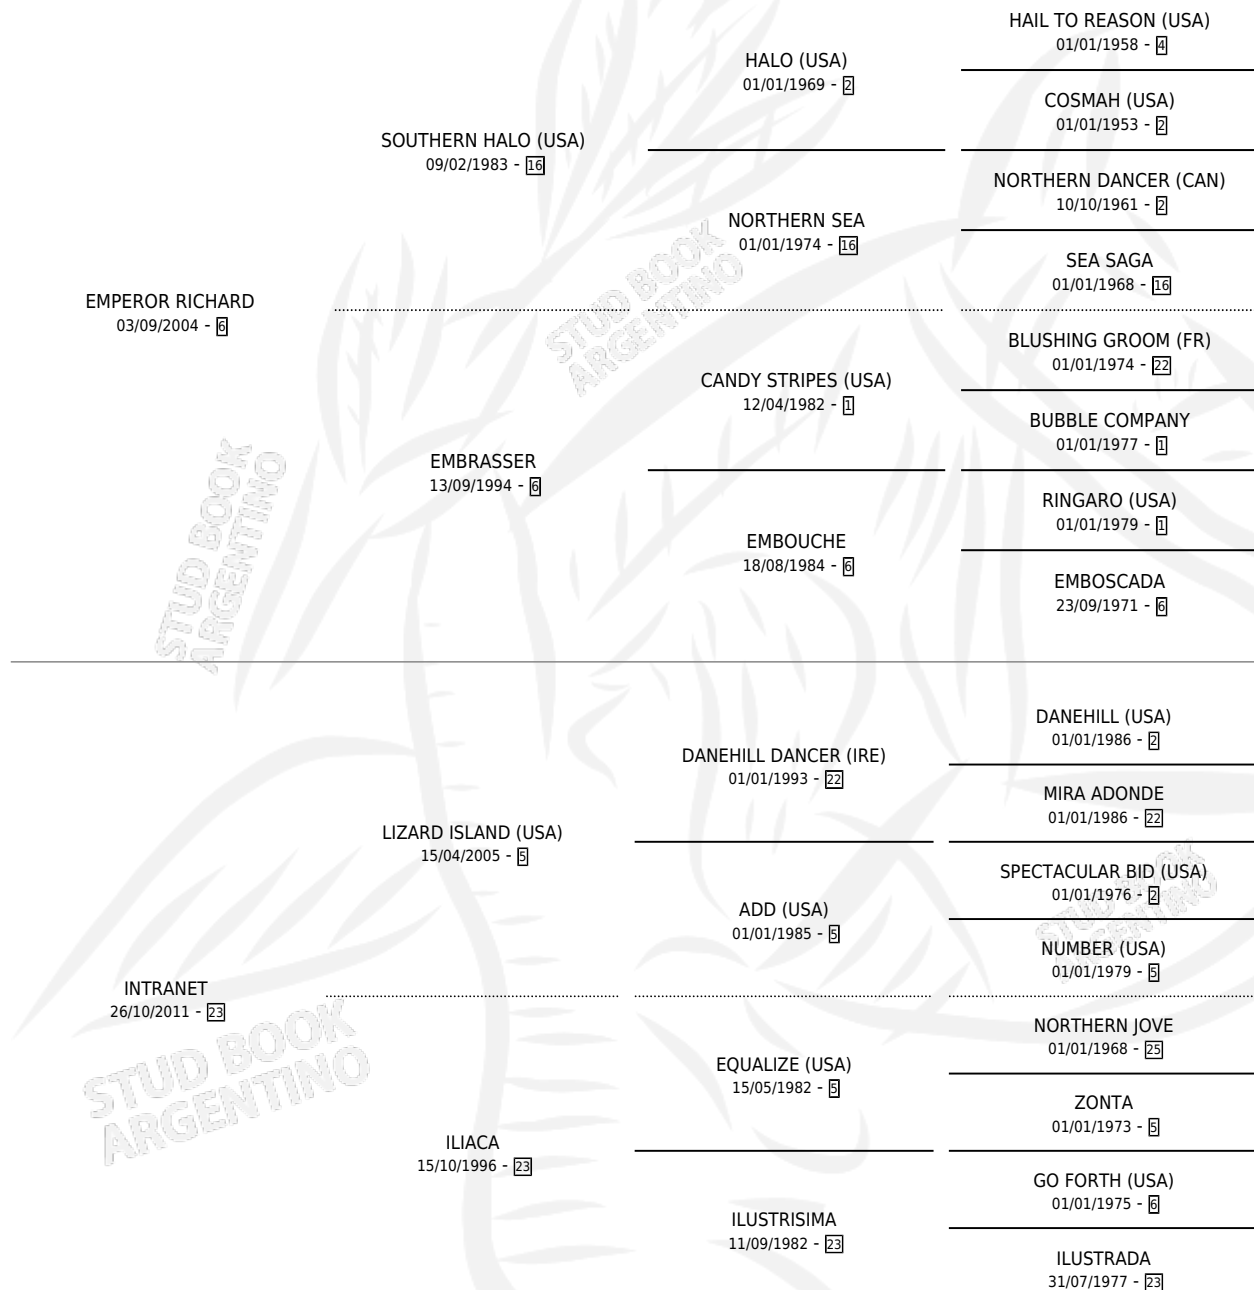 HAIL TO REASON (USA)
01/01/1958 - 4
HALO (USA)
01/01/1969 - 2
COSMAH (USA)
01/01/1953 - 2
SOUTHERN HALO (USA)
09/02/1983 - 16
NORTHERN DANCER (CAN)
10/10/1961 - 2
NORTHERN SEA
01/01/1974 - 16
SEA SAGA
01/01/1968 - 16
EMPEROR RICHARD
03/09/2004 - 6
STUD BOOK
ARGENTINO
BLUSHING GROOM (FR)
01/01/1974 - 22
CANDY STRIPES (USA)
12/04/1982 - 1
BUBBLE COMPANY
01/01/1977 - 1
EMBRASSER
13/09/1994 - 6
RINGARO (USA)
01/01/1979 - 1
EMBOUCHE
18/08/1984 - 6
EMBOSCADA
23/09/1971 - 6
STUD BOOK
ARGENTINO
DANEHILL (USA)
01/01/1986 - 2
DANEHILL DANCER (IRE)
01/01/1993 - 22
MIRA ADONDE
01/01/1986 - 22
LIZARD ISLAND (USA)
15/04/2005 - 5
SPECTACULAR BID (USA)
01/01/1976 - 2
STUD BOOK
ARGENTINO
ADD (USA)
01/01/1985 - 5
NUMBER (USA)
01/01/1979 - 5
INTRANET
26/10/2011 - 23
STUD BOOK
ARGENTINO
NORTHERN JOVE
01/01/1968 - 25
EQUALIZE (USA)
15/05/1982 - 5
ZONTA
01/01/1973 - 5
ILIACA
15/10/1996 - 23
GO FORTH (USA)
01/01/1975 - 6
ILUSTRISIMA
11/09/1982 - 23
ILUSTRADA
31/07/1977 - 23